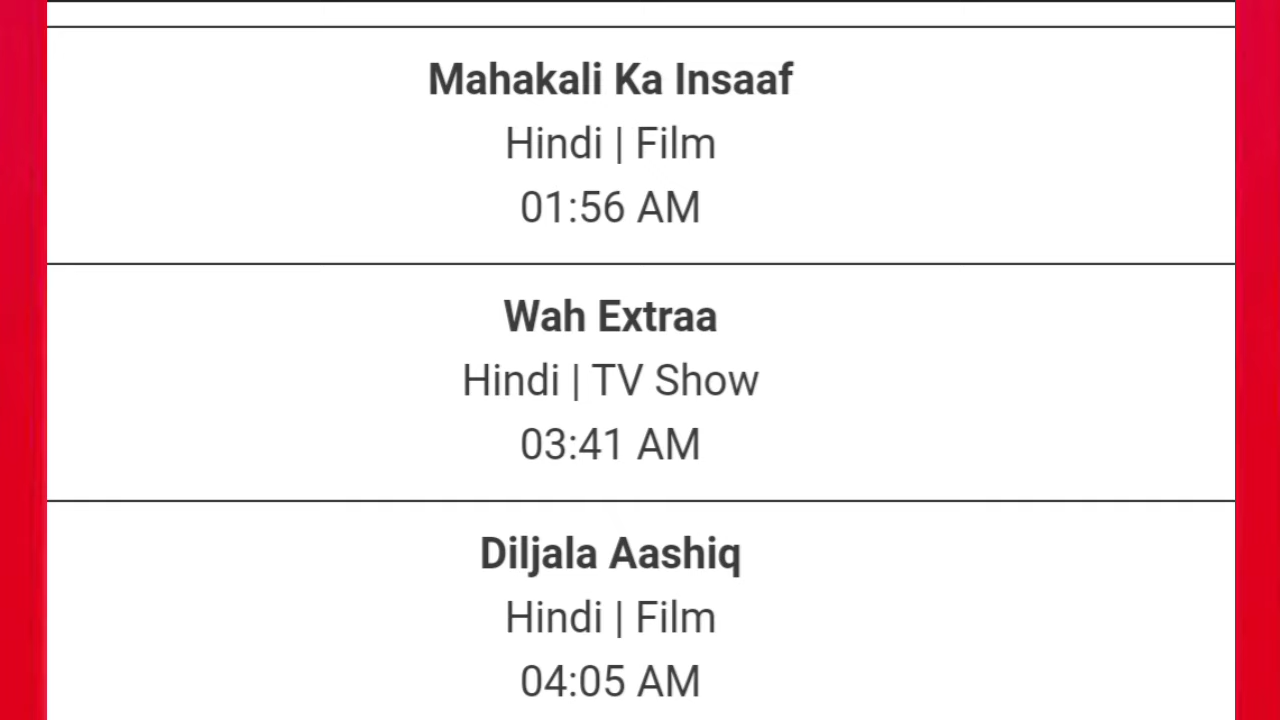 Mahakali Ka Insaaf
Hindi | Film
01:56 AM
Wah Extraa
Hindi | TV Show
03:41 AM
Diljala Aashiq
Hindi | Film
04:05 AM